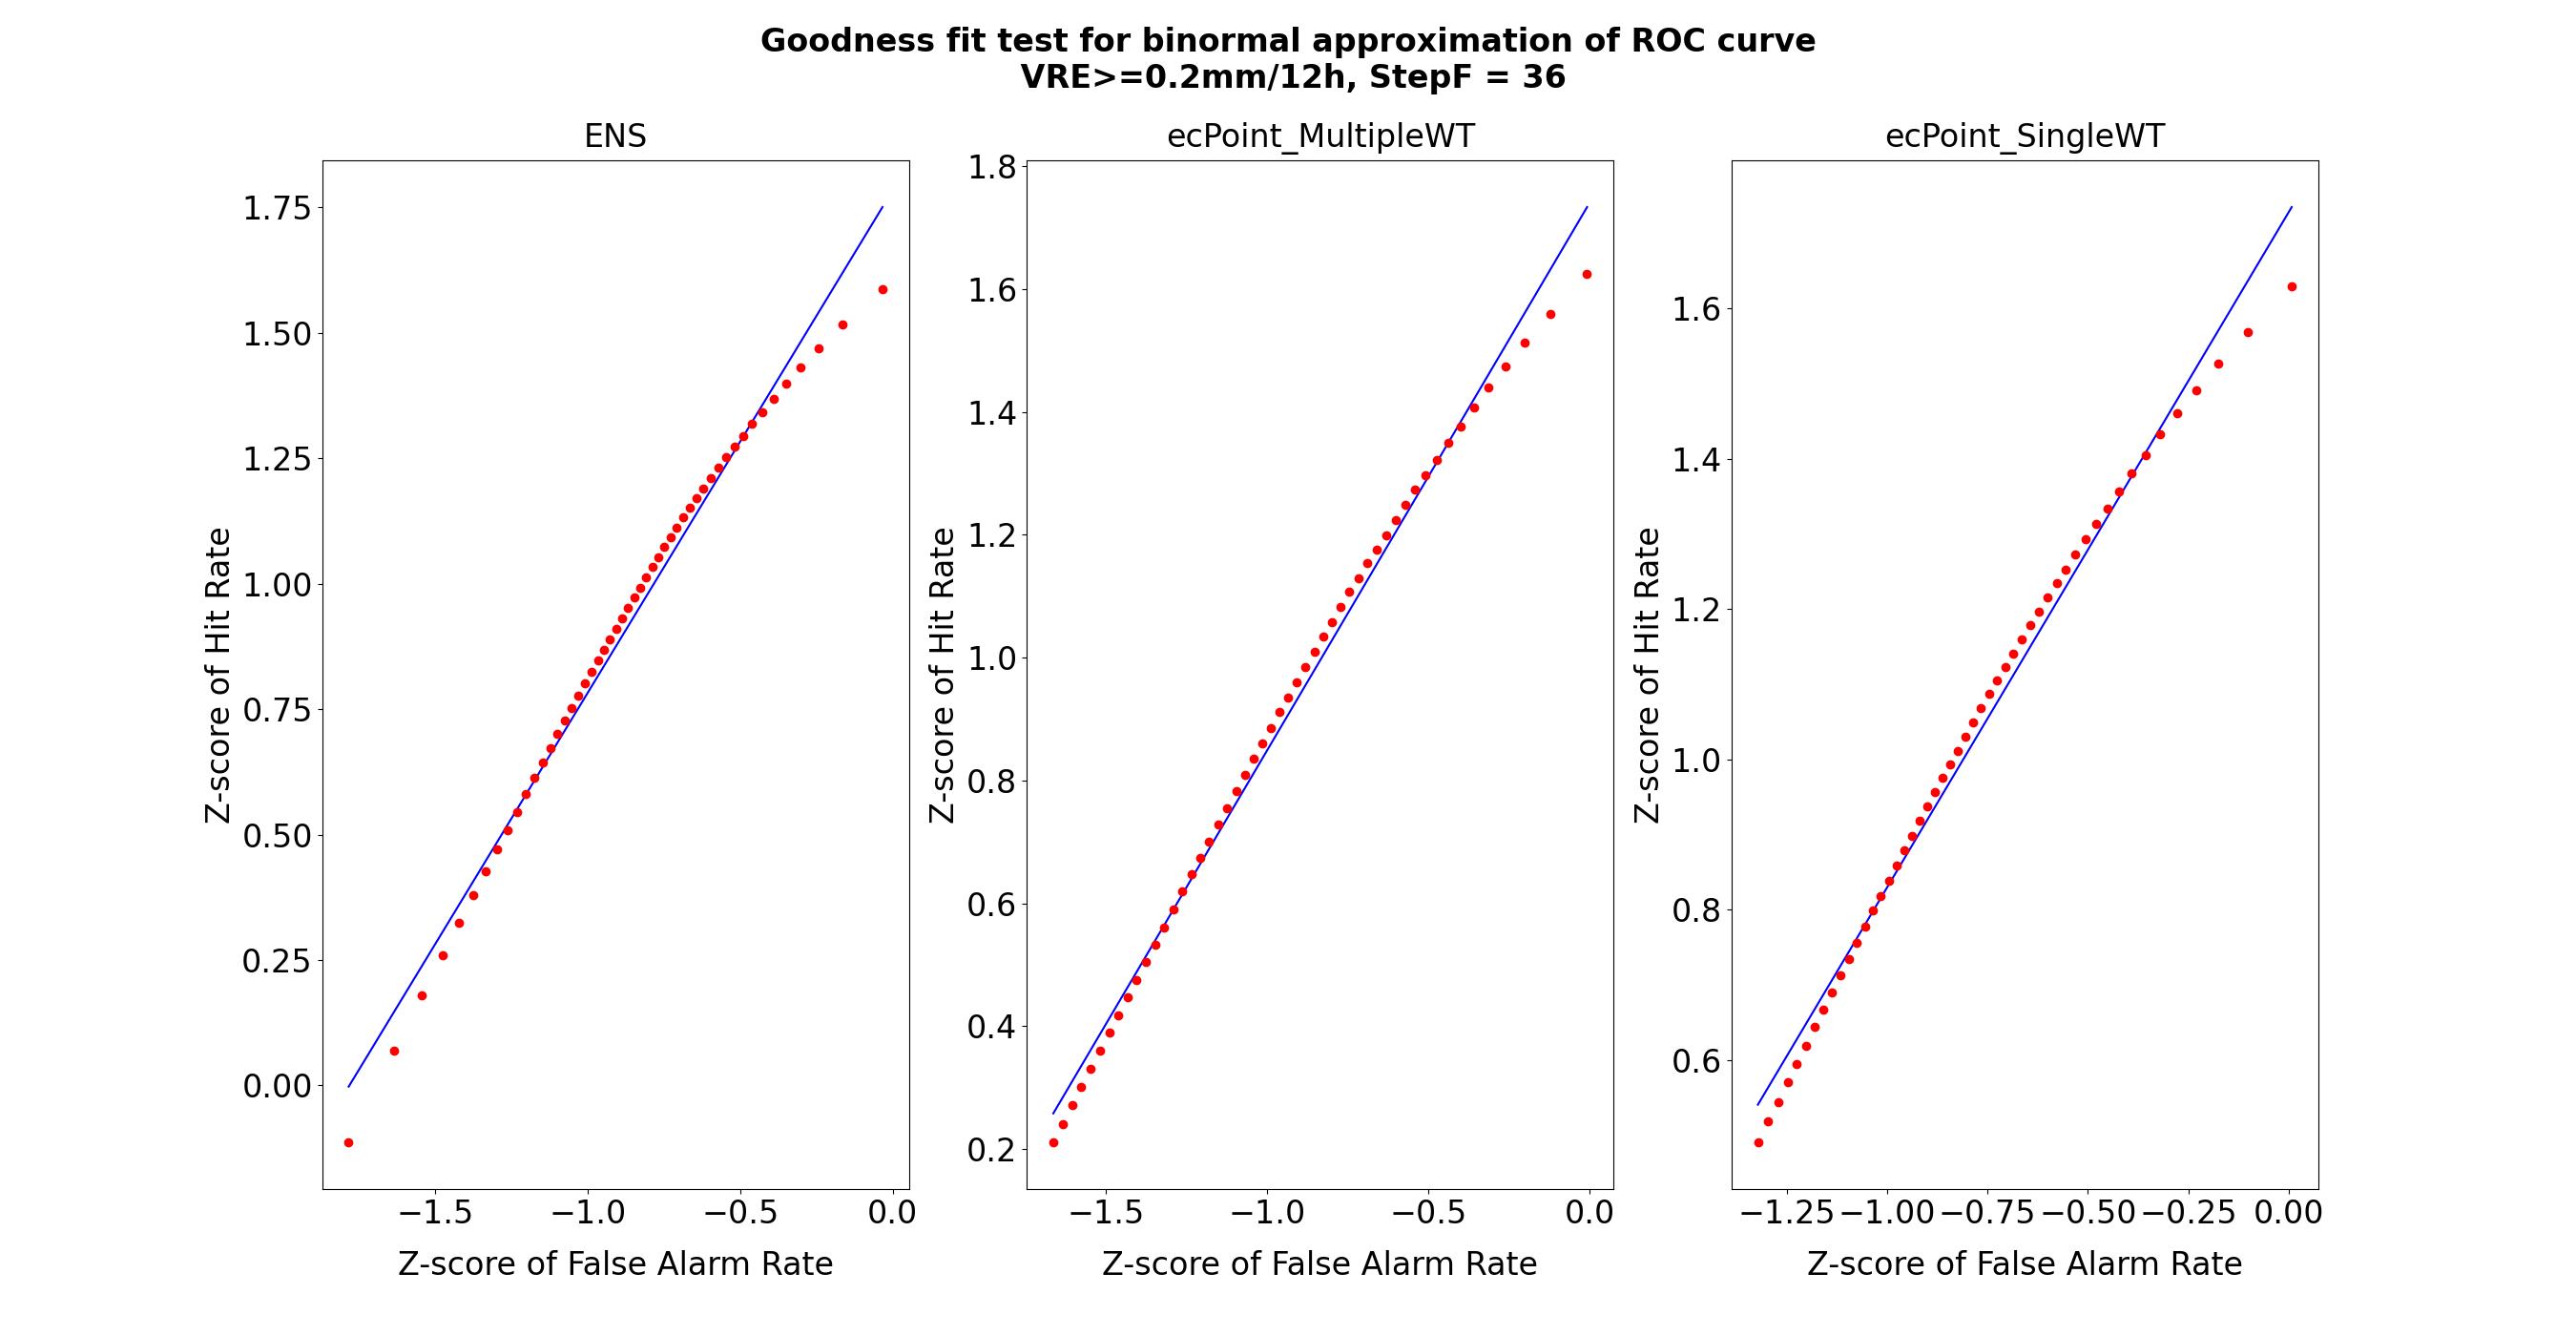 Goodness fit test for binormal approximation of ROC curve
VRE>=0.2mm/12h, StepF = 36
ENS
1.75
1.50
1.25
1.00
0.75
0.50
0.25
0.00
Z-score of Hit Rate
−1.5 −1.0 −0.5 0.0
Z-score of False Alarm Rate
ecPoint_MultipleWT
1.8
1.6
1.4
1.2
1.0
0.8
0.6
0.4
0.2
Z-score of Hit Rate
−1.5 −1.0 −0.5 0.0
Z-score of False Alarm Rate
ecPoint_SingleWT
1.6
1.4
1.2
1.0
0.8
0.6
Z-score of Hit Rate
−1.25 −1.00 −0.75 −0.50 −0.25 0.00
Z-score of False Alarm Rate